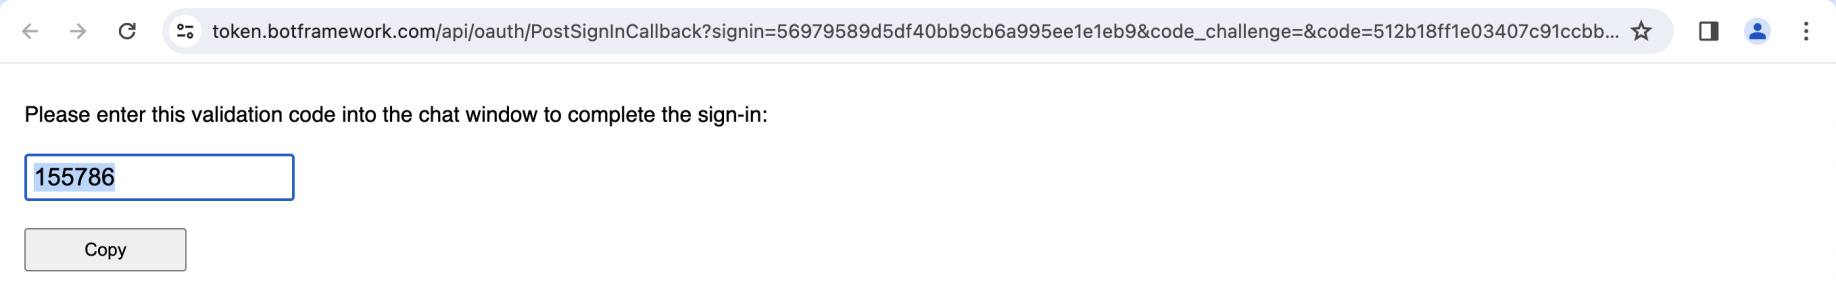 token.botframework.com/api/oauth/PostSignInCallback?signin=56979589d5df40bb9cb6a995ee1e1eb9&code_challenge=&code=512b18ff1e03407c91ccbb...
Please enter this validation code into the chat window to complete the sign-in:
155786
Copy